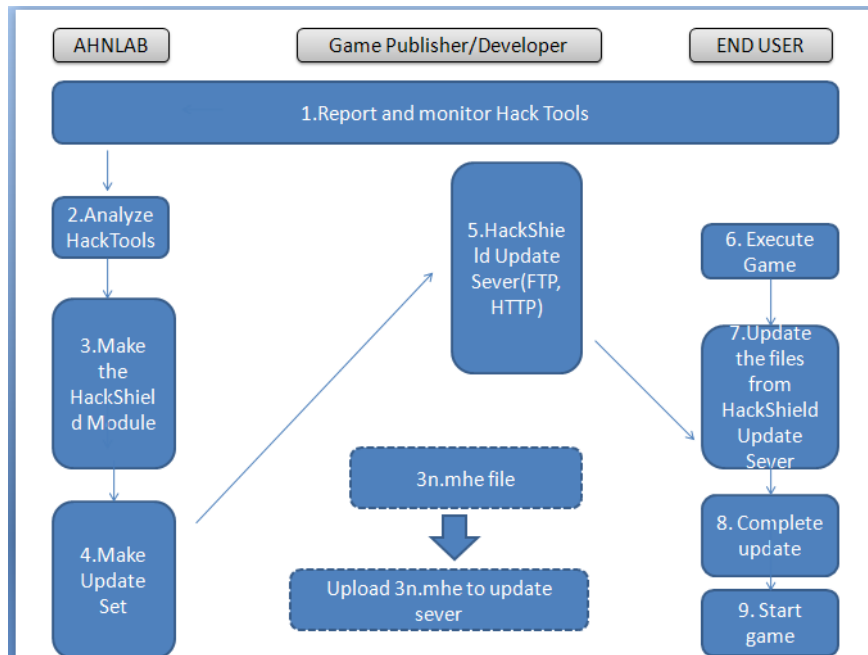 AHNLAB
Game Publisher/Developer
END USER
1.Report and monitor Hack Tools
2.Analyze
HackTools
3.Make
the
HackShiel
d Module
4.Make
Update
Set
5.HackShie
ld Update
Sever(FTP,
HTTP)
3n.mhe file
Upload 3n.mhe to update
sever
6. Execute
Game
7.Update
the files
from
HackShield
Update
Sever
8. Complete
update
9. Start
game